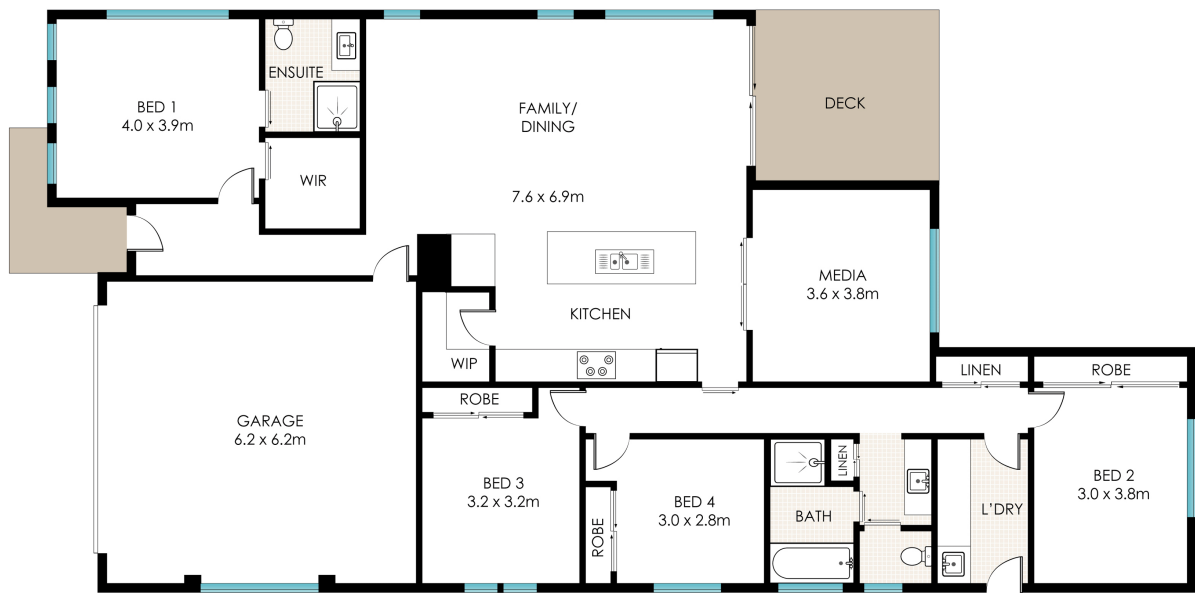 BED 1
4.0 x 3.9m
ENSUITE
WIR
FAMILY/
DINING
7.6 x 6.9m
DECK
KITCHEN
WIP
MEDIA
3.6 x 3.8m
GARAGE
6.2 x 6.2m
ROBE
BED 3
3.2 x 3.2m
ROBE
BED 4
3.0 x 2.8m
LINEN
BATH
LINEN
L'DRY
ROBE
BED 2
3.0 x 3.8m